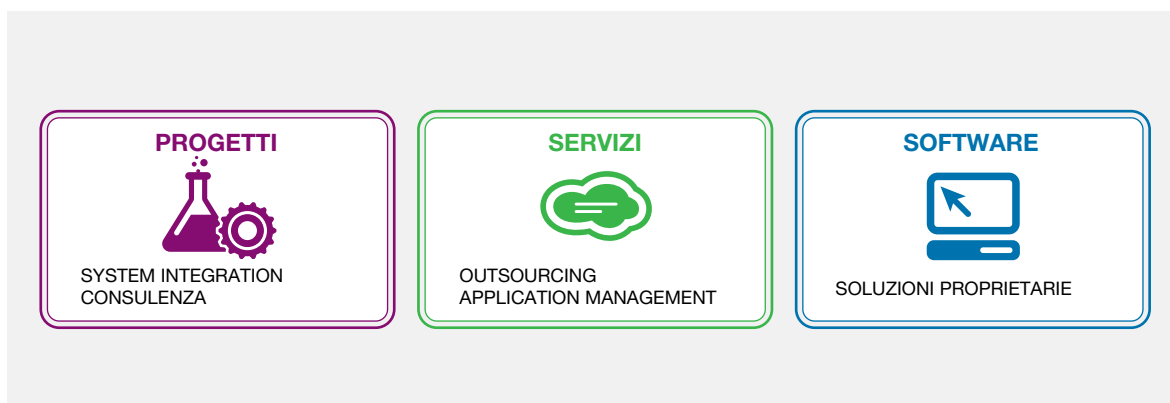 PROGETTI
SYSTEM INTEGRATION
CONSULENZA
SERVIZI
OUTSOURCING
APPLICATION MANAGEMENT
SOFTWARE
SOLUZIONI PROPRIETARIE